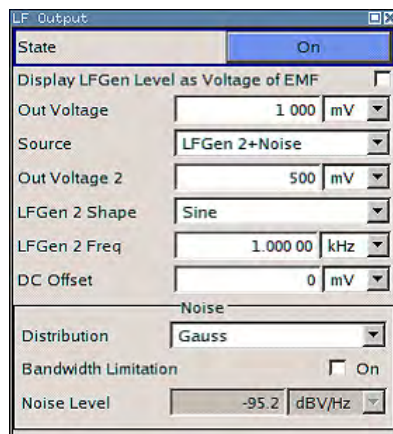 LF Output
State On
Display LFGen Level as Voltage of EMF
Out Voltage 1 000 mV
Source LFGen 2+Noise
Out Voltage 2 500 mV
LFGen 2 Shape Sine
LFGen 2 Freq 1.000 00 kHz
DC Offset 0 mV
Noise
Distribution Gauss
Bandwidth Limitation On
Noise Level -95.2 dBV/Hz